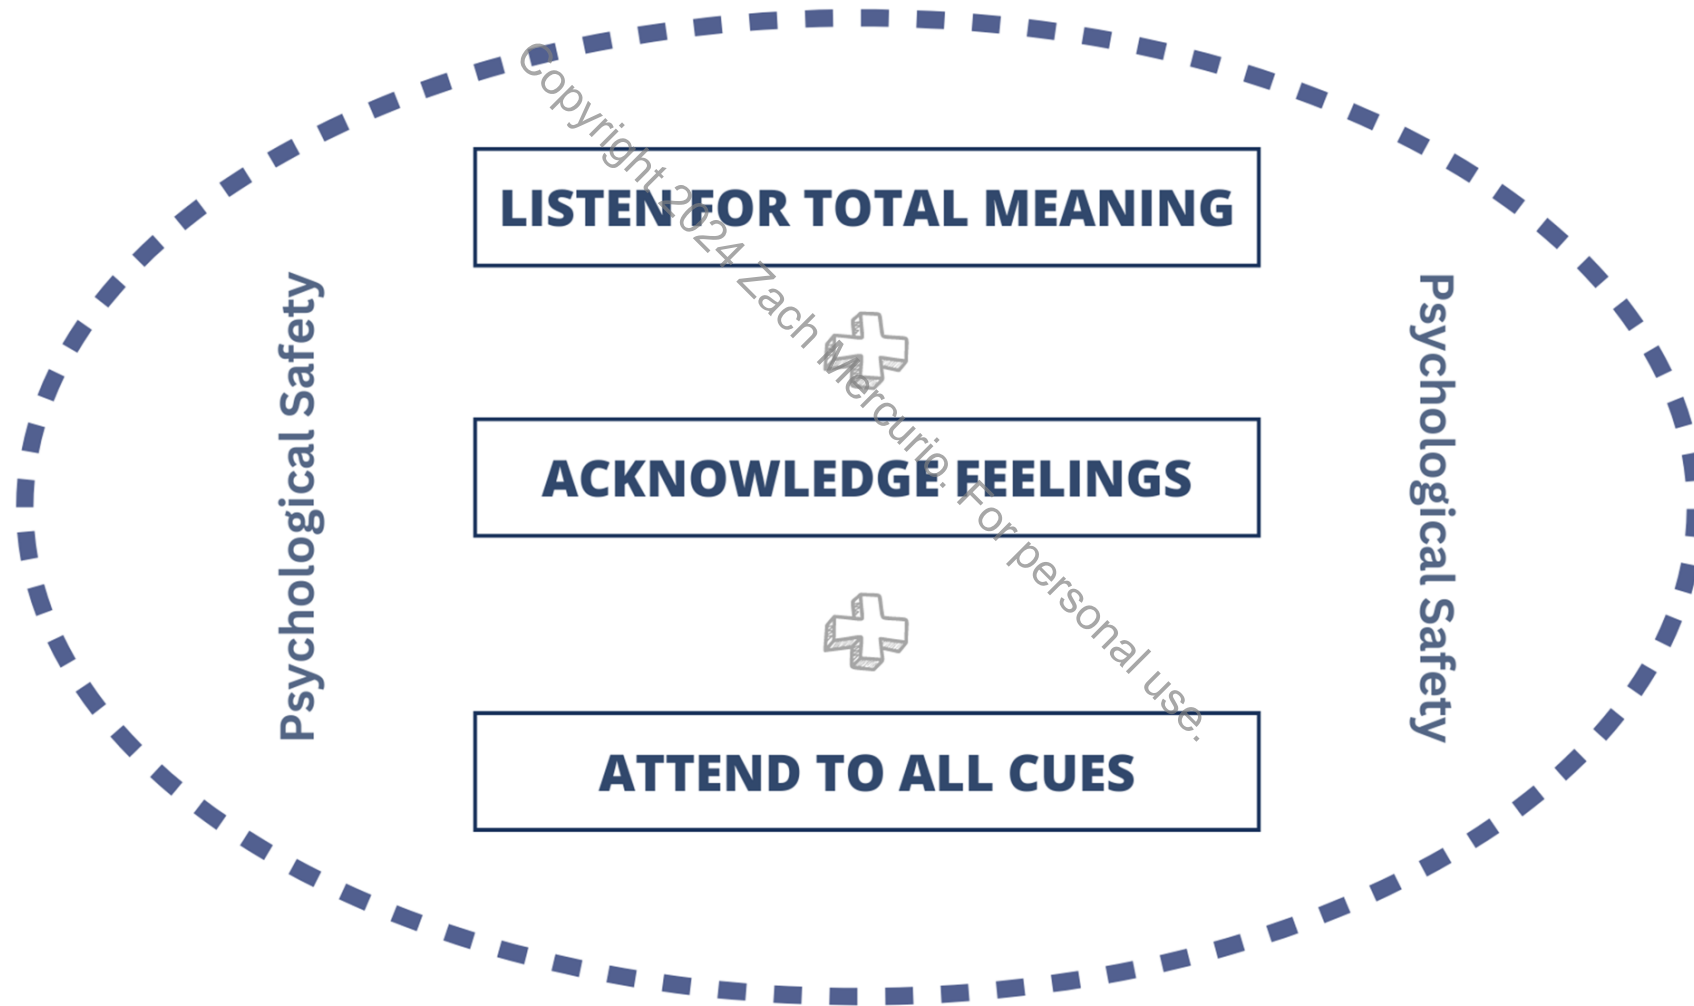 LISTEN FOR TOTAL MEANING
Psychological Safety
ACKNOWLEDGE FEELINGS
Psychological Safety
ATTEND TO ALL CUES
Copyright 2024 Zach Mercurio. For personal use.